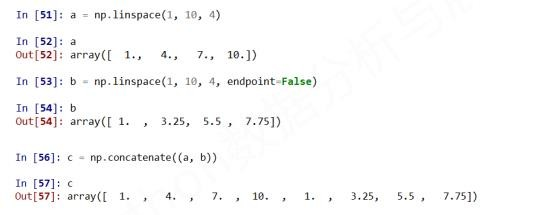 In [51]: a = np.linspace(1, 10, 4)
In [52]: a
Out[52]: array([  1.,   4.,   7.,  10.])
In [53]: b = np.linspace(1, 10, 4, endpoint=False)
In [54]: b
Out[54]: array([ 1.  ,  3.25,  5.5 ,  7.75])
In [56]: c = np.concatenate((a, b))
In [57]: c
Out[57]: array([  1.  ,   4.  ,   7.  ,  10.  ,   1.  ,   3.25,   5.5 ,   7.75])